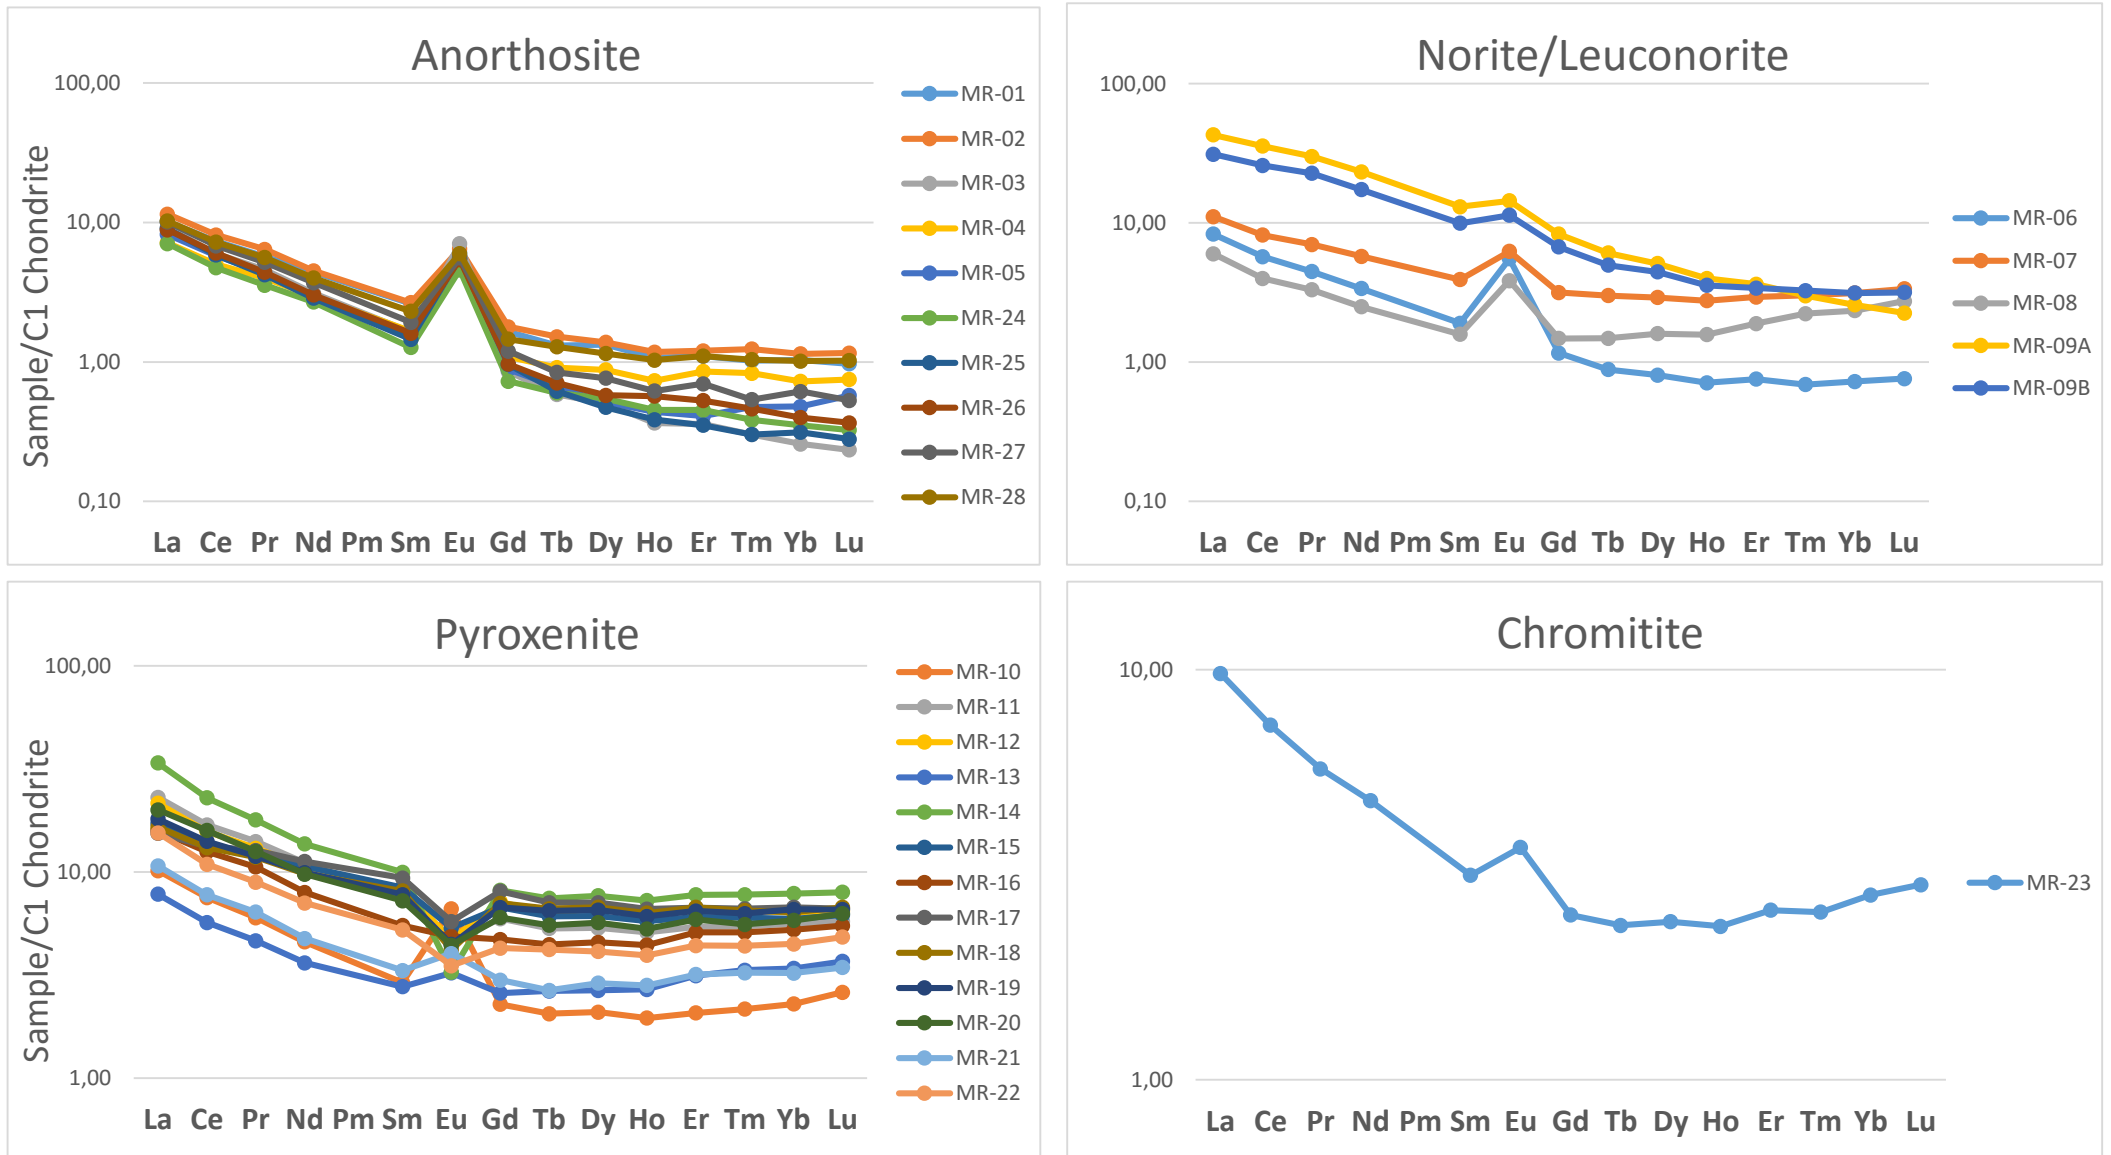 Anorthosite
Sample/C1 Chondrite
100,00
10,00
1,00
0,10
La Ce Pr Nd Pm Sm Eu Gd Tb Dy Ho Er Tm Yb Lu
MR-01
MR-02
MR-03
MR-04
MR-05
MR-24
MR-25
MR-26
MR-27
MR-28
Norite/Leuconorite
100,00
10,00
1,00
0,10
La Ce Pr Nd Pm Sm Eu Gd Tb Dy Ho Er Tm Yb Lu
MR-06
MR-07
MR-08
MR-09A
MR-09B
Pyroxenite
Sample/C1 Chondrite
100,00
10,00
1,00
La Ce Pr Nd Pm Sm Eu Gd Tb Dy Ho Er Tm Yb Lu
MR-10
MR-11
MR-12
MR-13
MR-14
MR-15
MR-16
MR-17
MR-18
MR-19
MR-20
MR-21
MR-22
Chromitite
10,00
1,00
La Ce Pr Nd Pm Sm Eu Gd Tb Dy Ho Er Tm Yb Lu
MR-23